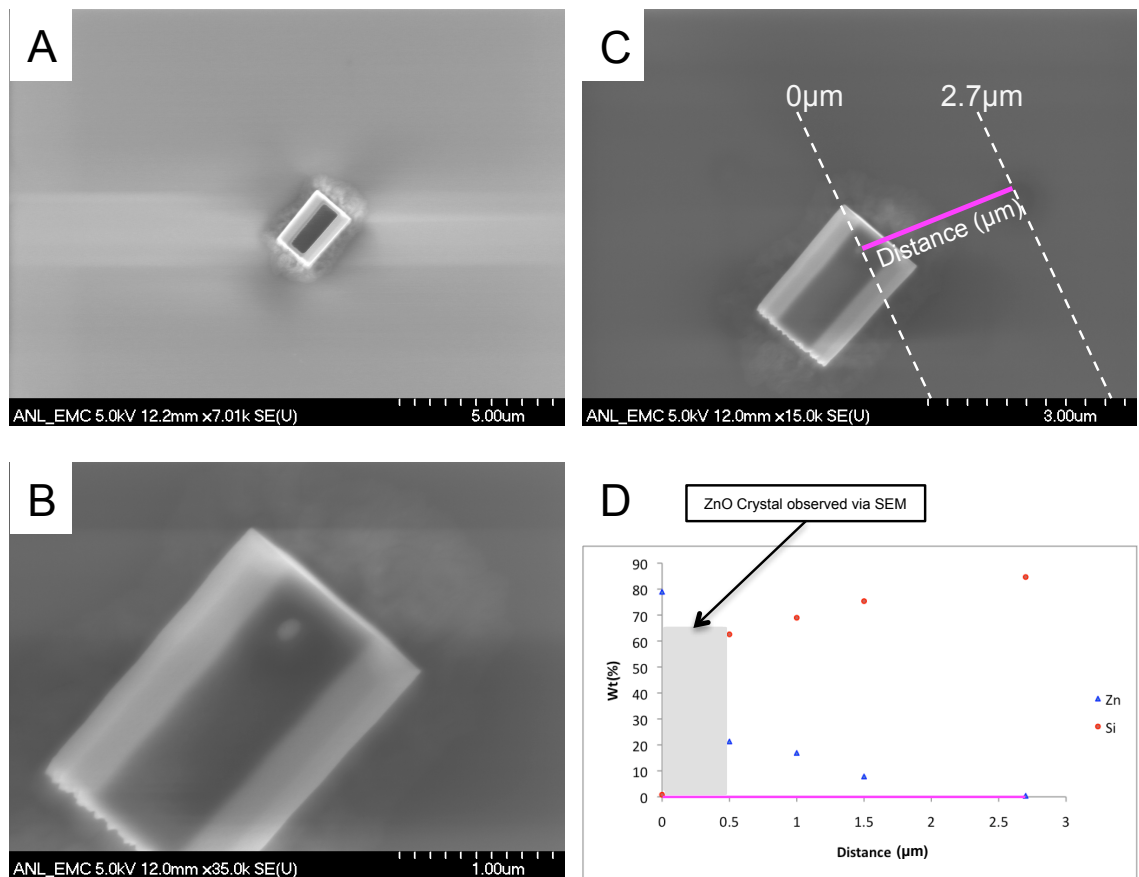 A
ANL_EMC 5.0kV 12.2mm x7.01k SE(U)
5.00um
B
ANL_EMC 5.0kV 12.0mm x35.0k SE(U)
1.00um
C
0μm
2.7μm
Distance (μm)
ANL_EMC 5.0kV 12.0mm x15.0k SE(U)
3.00um
D
ZnO Crystal observed via SEM
90
80
70
60
50
40
30
20
10
0
Wt(%)
0 0.5 1 1.5 2 2.5 3
Distance (μm)
Zn
Si